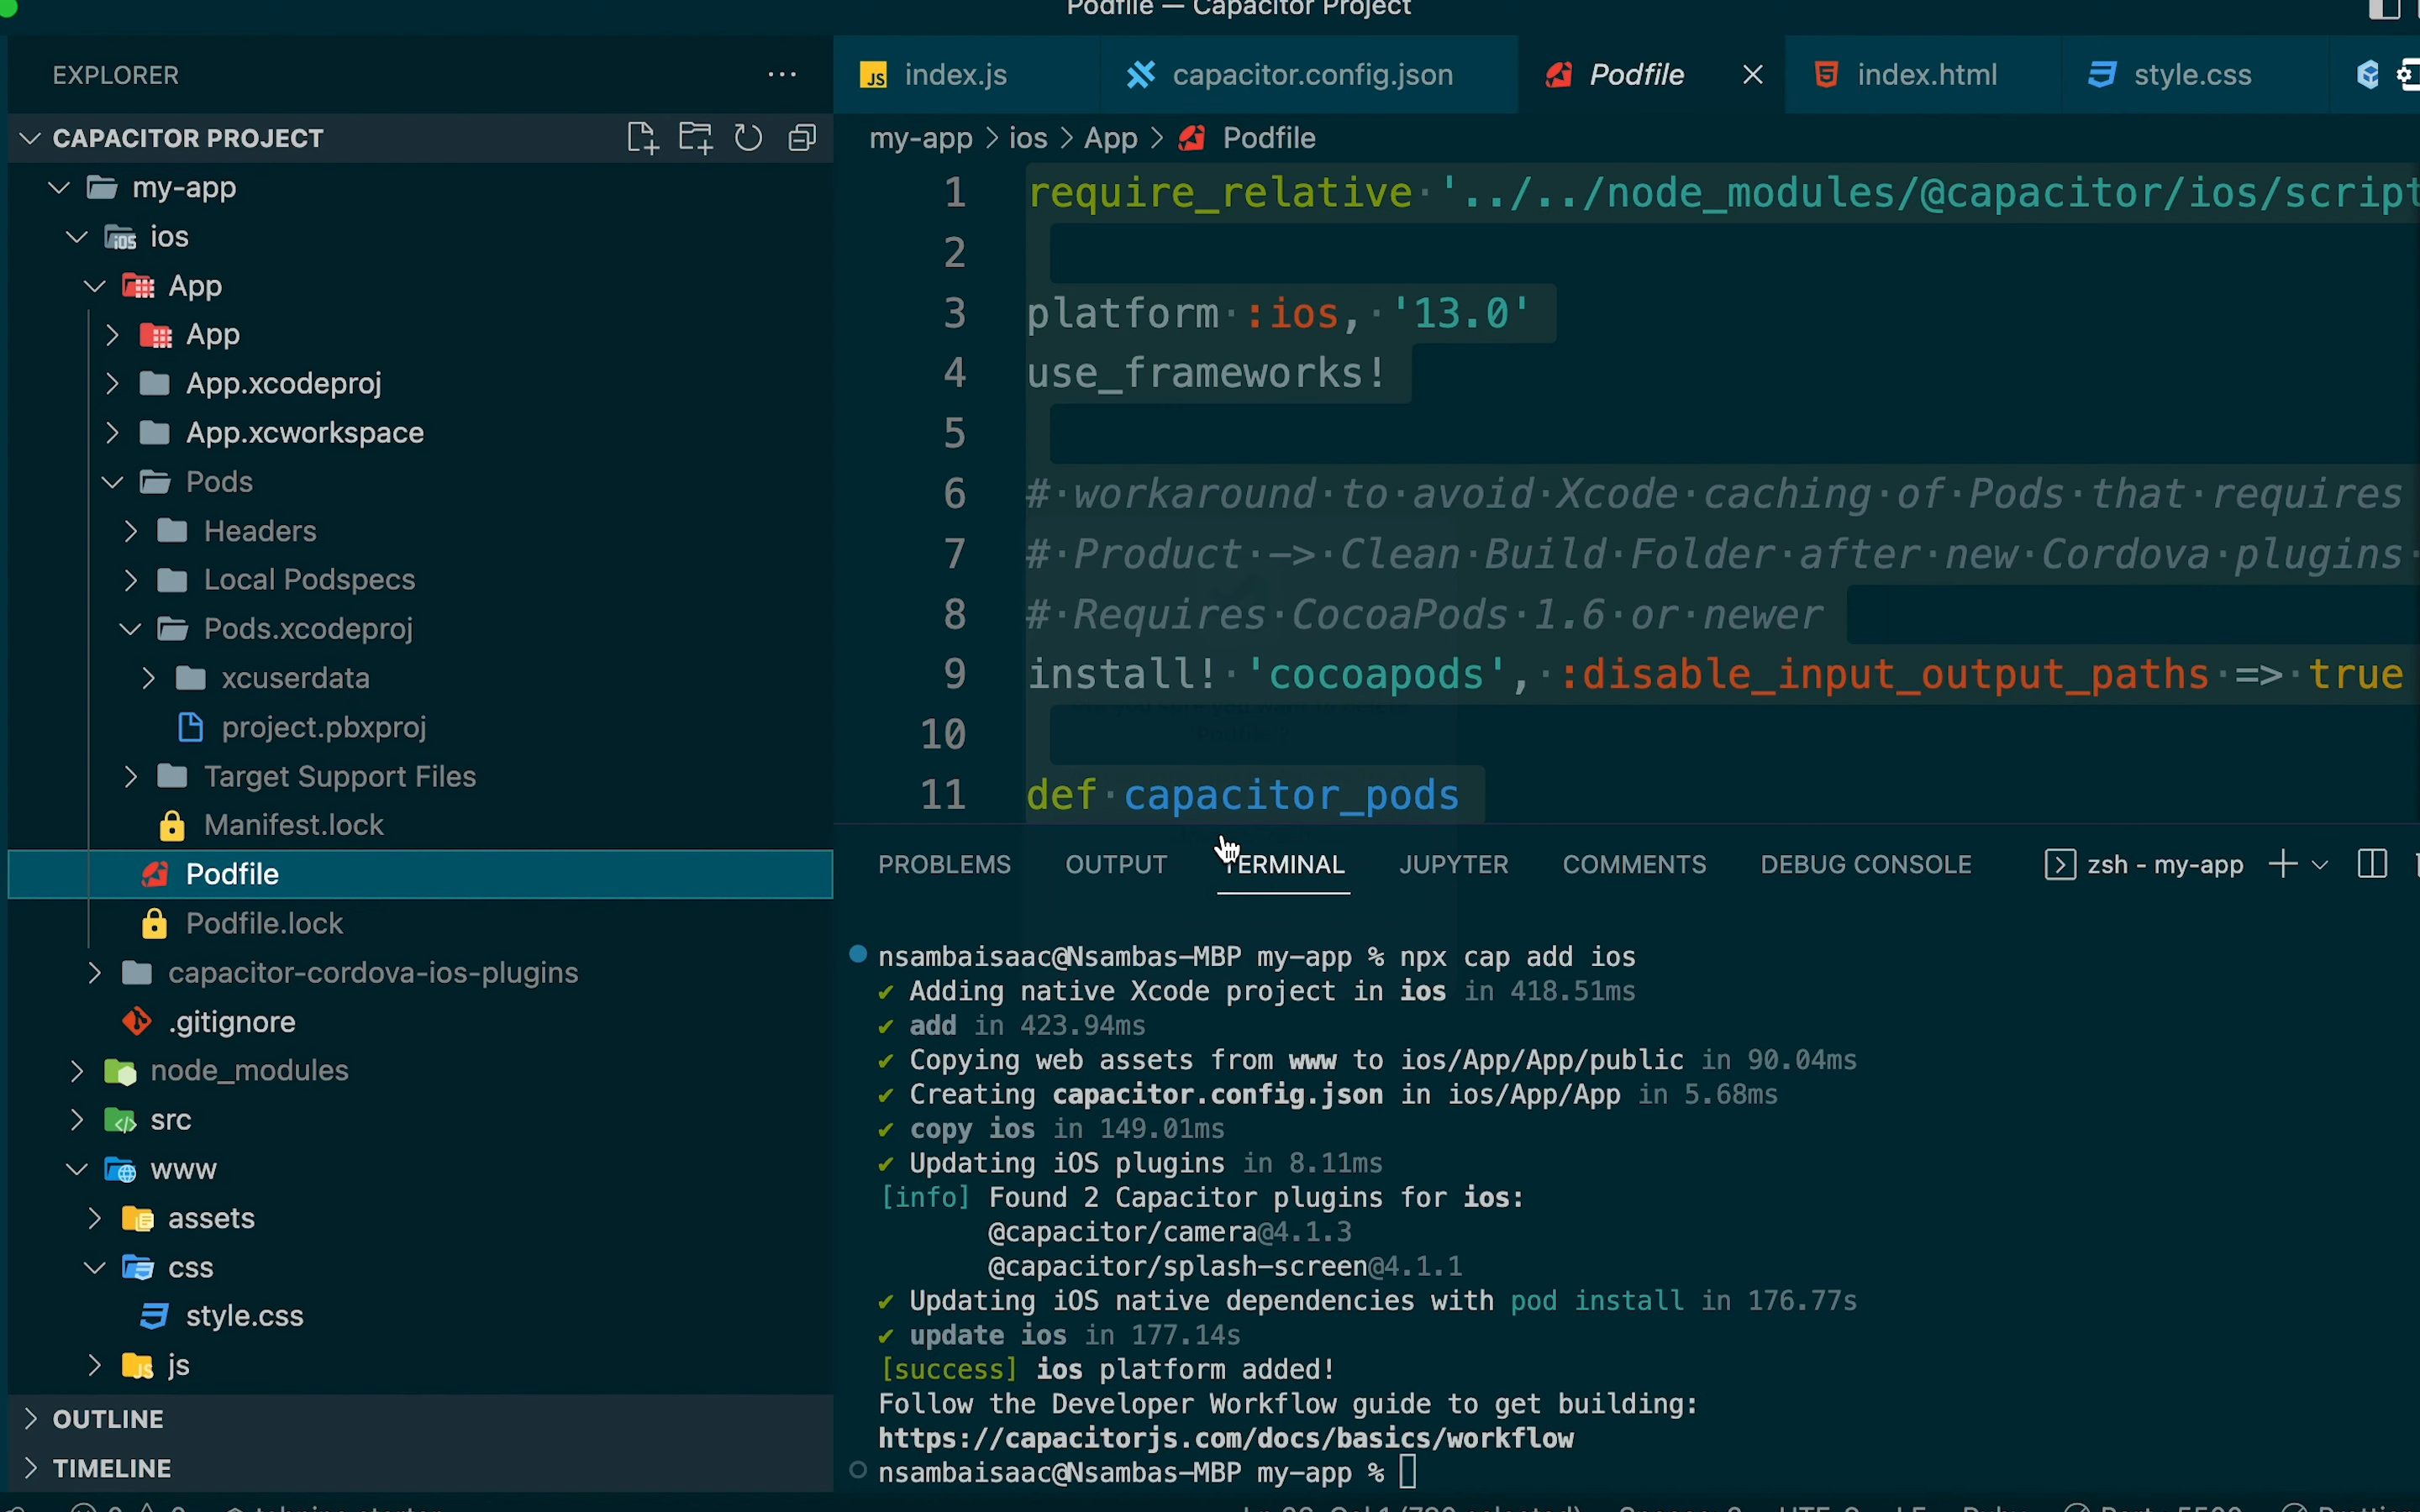 Podfile — Capacitor Project
EXPLORER
CAPACITOR PROJECT
my-app
ios
App
App
App.xcodeproj
App.xcworkspace
Pods
Headers
Local Podspecs
Pods.xcodeproj
xcuserdata
project.pbxproj
Target Support Files
Manifest.lock
Podfile
Podfile.lock
capacitor-cordova-ios-plugins
.gitignore
node_modules
src
www
assets
css
style.css
js
OUTLINE
TIMELINE
index.js
capacitor.config.json
Podfile
index.html
style.css
my-app > ios > App > Podfile
1 require_relative '../../node_modules/@capacitor/ios/script
2
3 platform :ios, '13.0'
4 use_frameworks!
5
6 # workaround to avoid Xcode caching of Pods that requires
7 # Product -> Clean Build Folder after new Cordova plugins
8 # Requires CocoaPods 1.6 or newer
9 install! 'cocoapods', :disable_input_output_paths => true
10
11 def capacitor_pods
PROBLEMS OUTPUT TERMINAL JUPYTER COMMENTS DEBUG CONSOLE zsh - my-app
nsambaisaac@Nsambas-MBP my-app % npx cap add ios
✔ Adding native Xcode project in ios in 418.51ms
✔ add in 423.94ms
✔ Copying web assets from www to ios/App/App/public in 90.04ms
✔ Creating capacitor.config.json in ios/App/App in 5.68ms
✔ copy ios in 149.01ms
✔ Updating iOS plugins in 8.11ms
[info] Found 2 Capacitor plugins for ios:
@capacitor/camera@4.1.3
@capacitor/splash-screen@4.1.1
✔ Updating iOS native dependencies with pod install in 176.77s
✔ update ios in 177.14s
[success] ios platform added!
Follow the Developer Workflow guide to get building:
https://capacitorjs.com/docs/basics/workflow
nsambaisaac@Nsambas-MBP my-app %